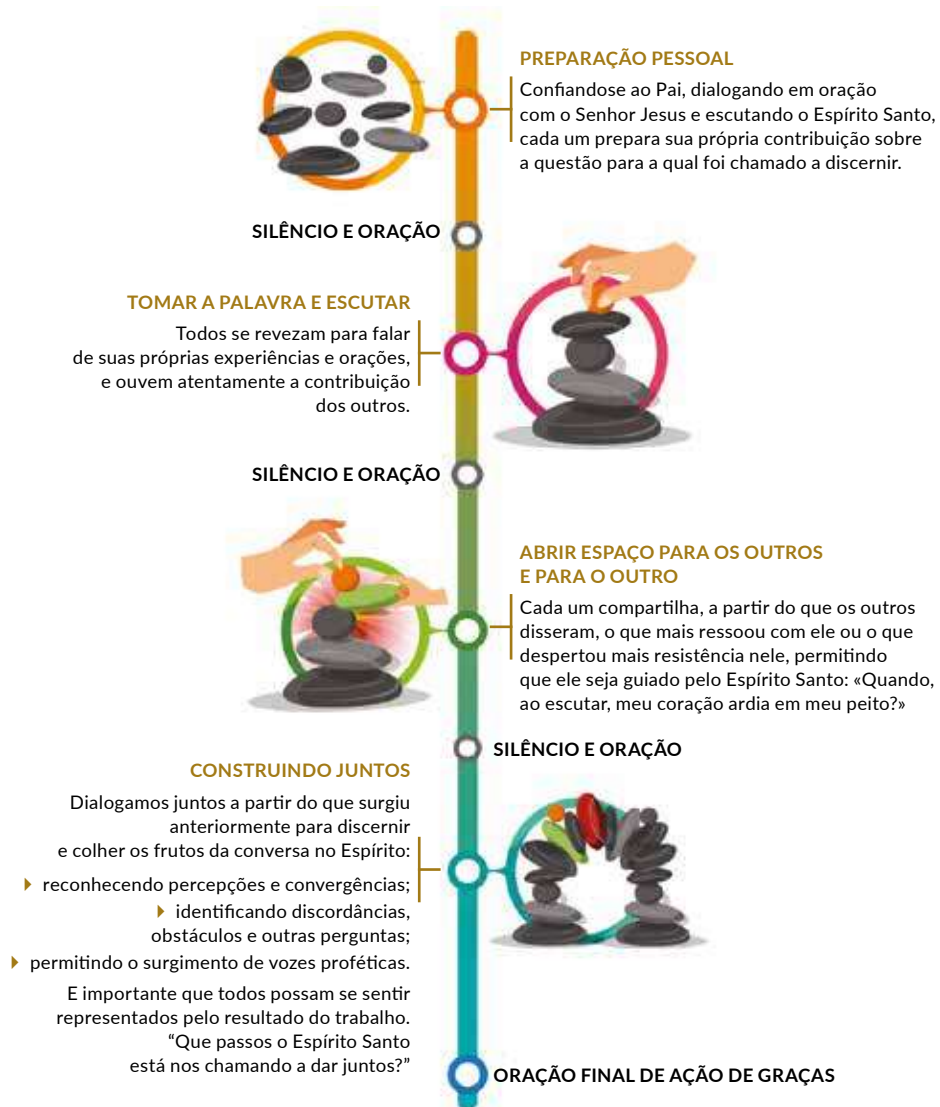 PREPARAÇÃO PESSOAL
Confiandose ao Pai, dialogando em oração
com o Senhor Jesus e escutando o Espírito Santo,
cada um prepara sua própria contribuição sobre
a questão para a qual foi chamado a discernir.
SILÊNCIO E ORAÇÃO
TOMAR A PALAVRA E ESCUTAR
Todos se revezam para falar
de suas próprias experiências e orações,
e ouvem atentamente a contribuição
dos outros.
SILÊNCIO E ORAÇÃO
ABRIR ESPAÇO PARA OS OUTROS
E PARA O OUTRO
Cada um compartilha, a partir do que os outros
disseram, o que mais ressoou com ele ou o que
despertou mais resistência nele, permitindo
que ele seja guiado pelo Espírito Santo: «Quando,
ao escutar, meu coração ardia em meu peito?»
SILÊNCIO E ORAÇÃO
CONSTRUINDO JUNTOS
Dialogamos juntos a partir do que surgiu
anteriormente para discernir
e colher os frutos da conversa no Espírito:
reconhecendo percepções e convergências;
identificando discordâncias,
obstáculos e outras perguntas;
permitindo o surgimento de vozes proféticas.
E importante que todos possam se sentir
representados pelo resultado do trabalho.
“Que passos o Espírito Santo
está nos chamando a dar juntos?”
ORAÇÃO FINAL DE AÇÃO DE GRAÇAS